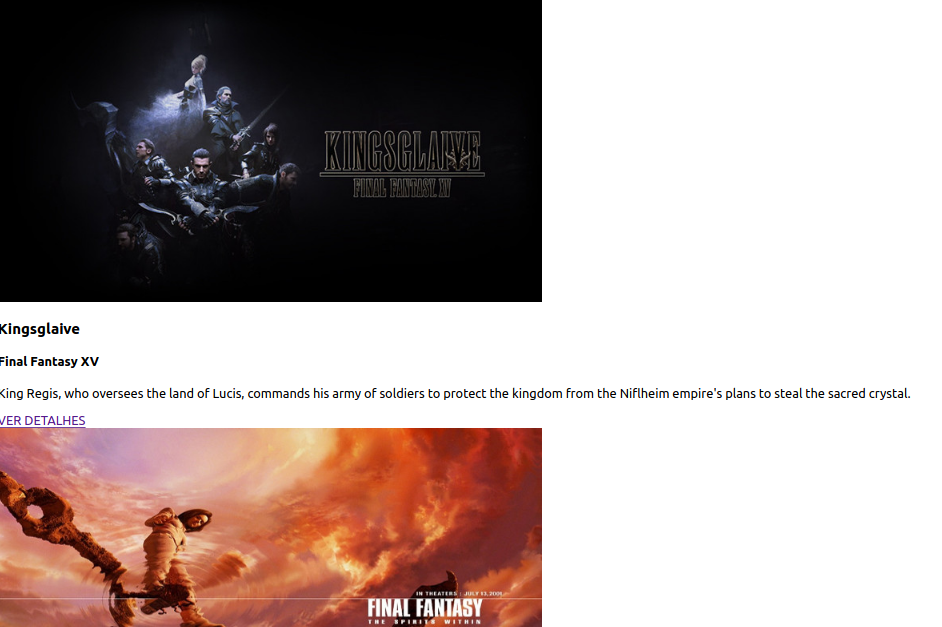 KINGSGLAIVE
FINAL FANTASY XV
Kingsglaive
Final Fantasy XV
King Regis, who oversees the land of Lucis, commands his army of soldiers to protect the kingdom from the Niflheim empire's plans to steal the sacred crystal.
VER DETALHES
IN THEATERS : JULY 13, 2001
FINAL FANTASY
THE SPIRITS WITHIN